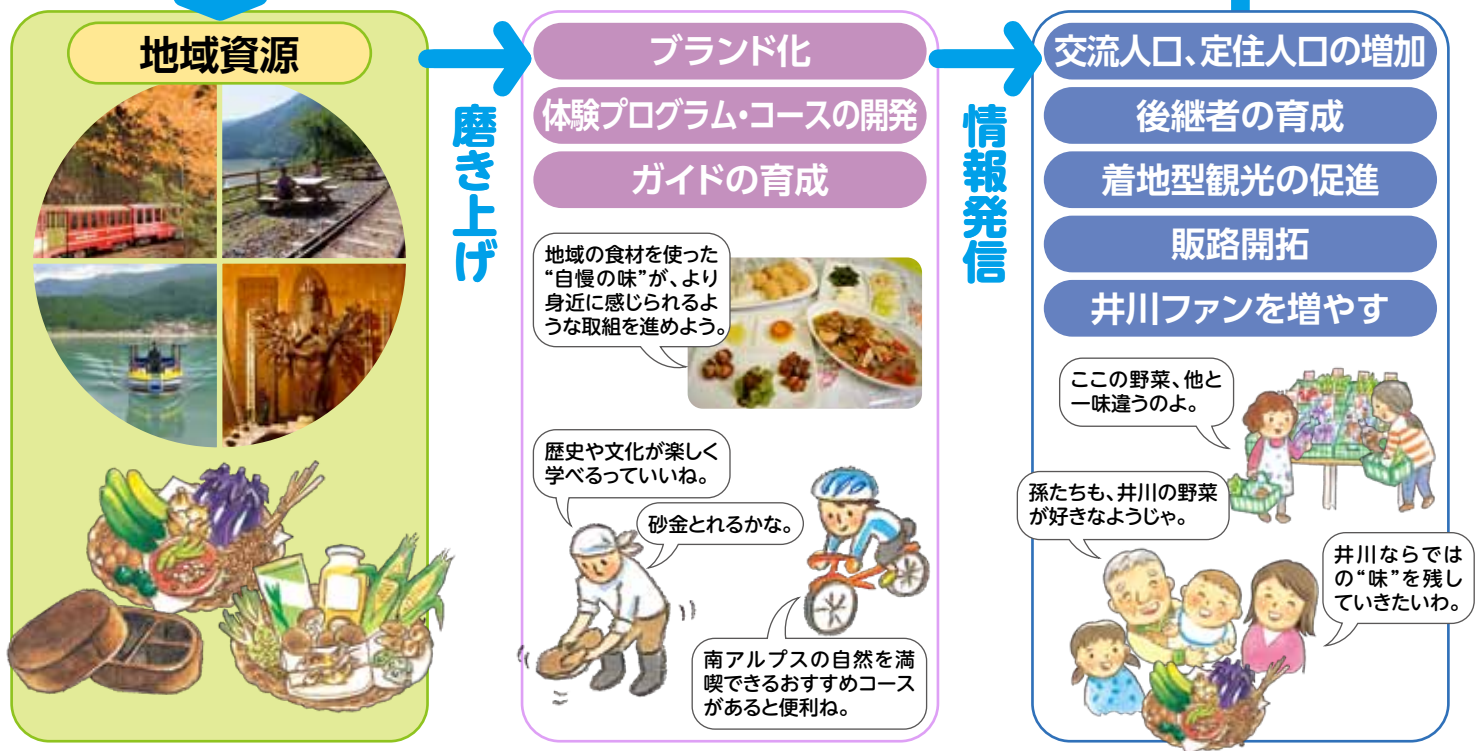 地域資源
磨き上げ
ブランド化
体験プログラム・コースの開発
ガイドの育成
地域の食材を使った
“自慢の味”が、より
身近に感じられるよ
うな取組を進めよう。
歴史や文化が楽しく
学べるっていいね。
砂金とれるかな。
南アルプスの自然を満
喫できるおすすめコース
があると便利ね。
情報発信
交流人口、定住人口の増加
後継者の育成
着地型観光の促進
販路開拓
井川ファンを増やす
ここの野菜、他と
一味違うのよ。
孫たちも、井川の野菜
が好きなようじゃ。
井川ならでは
の“味”を残し
ていきたいわ。